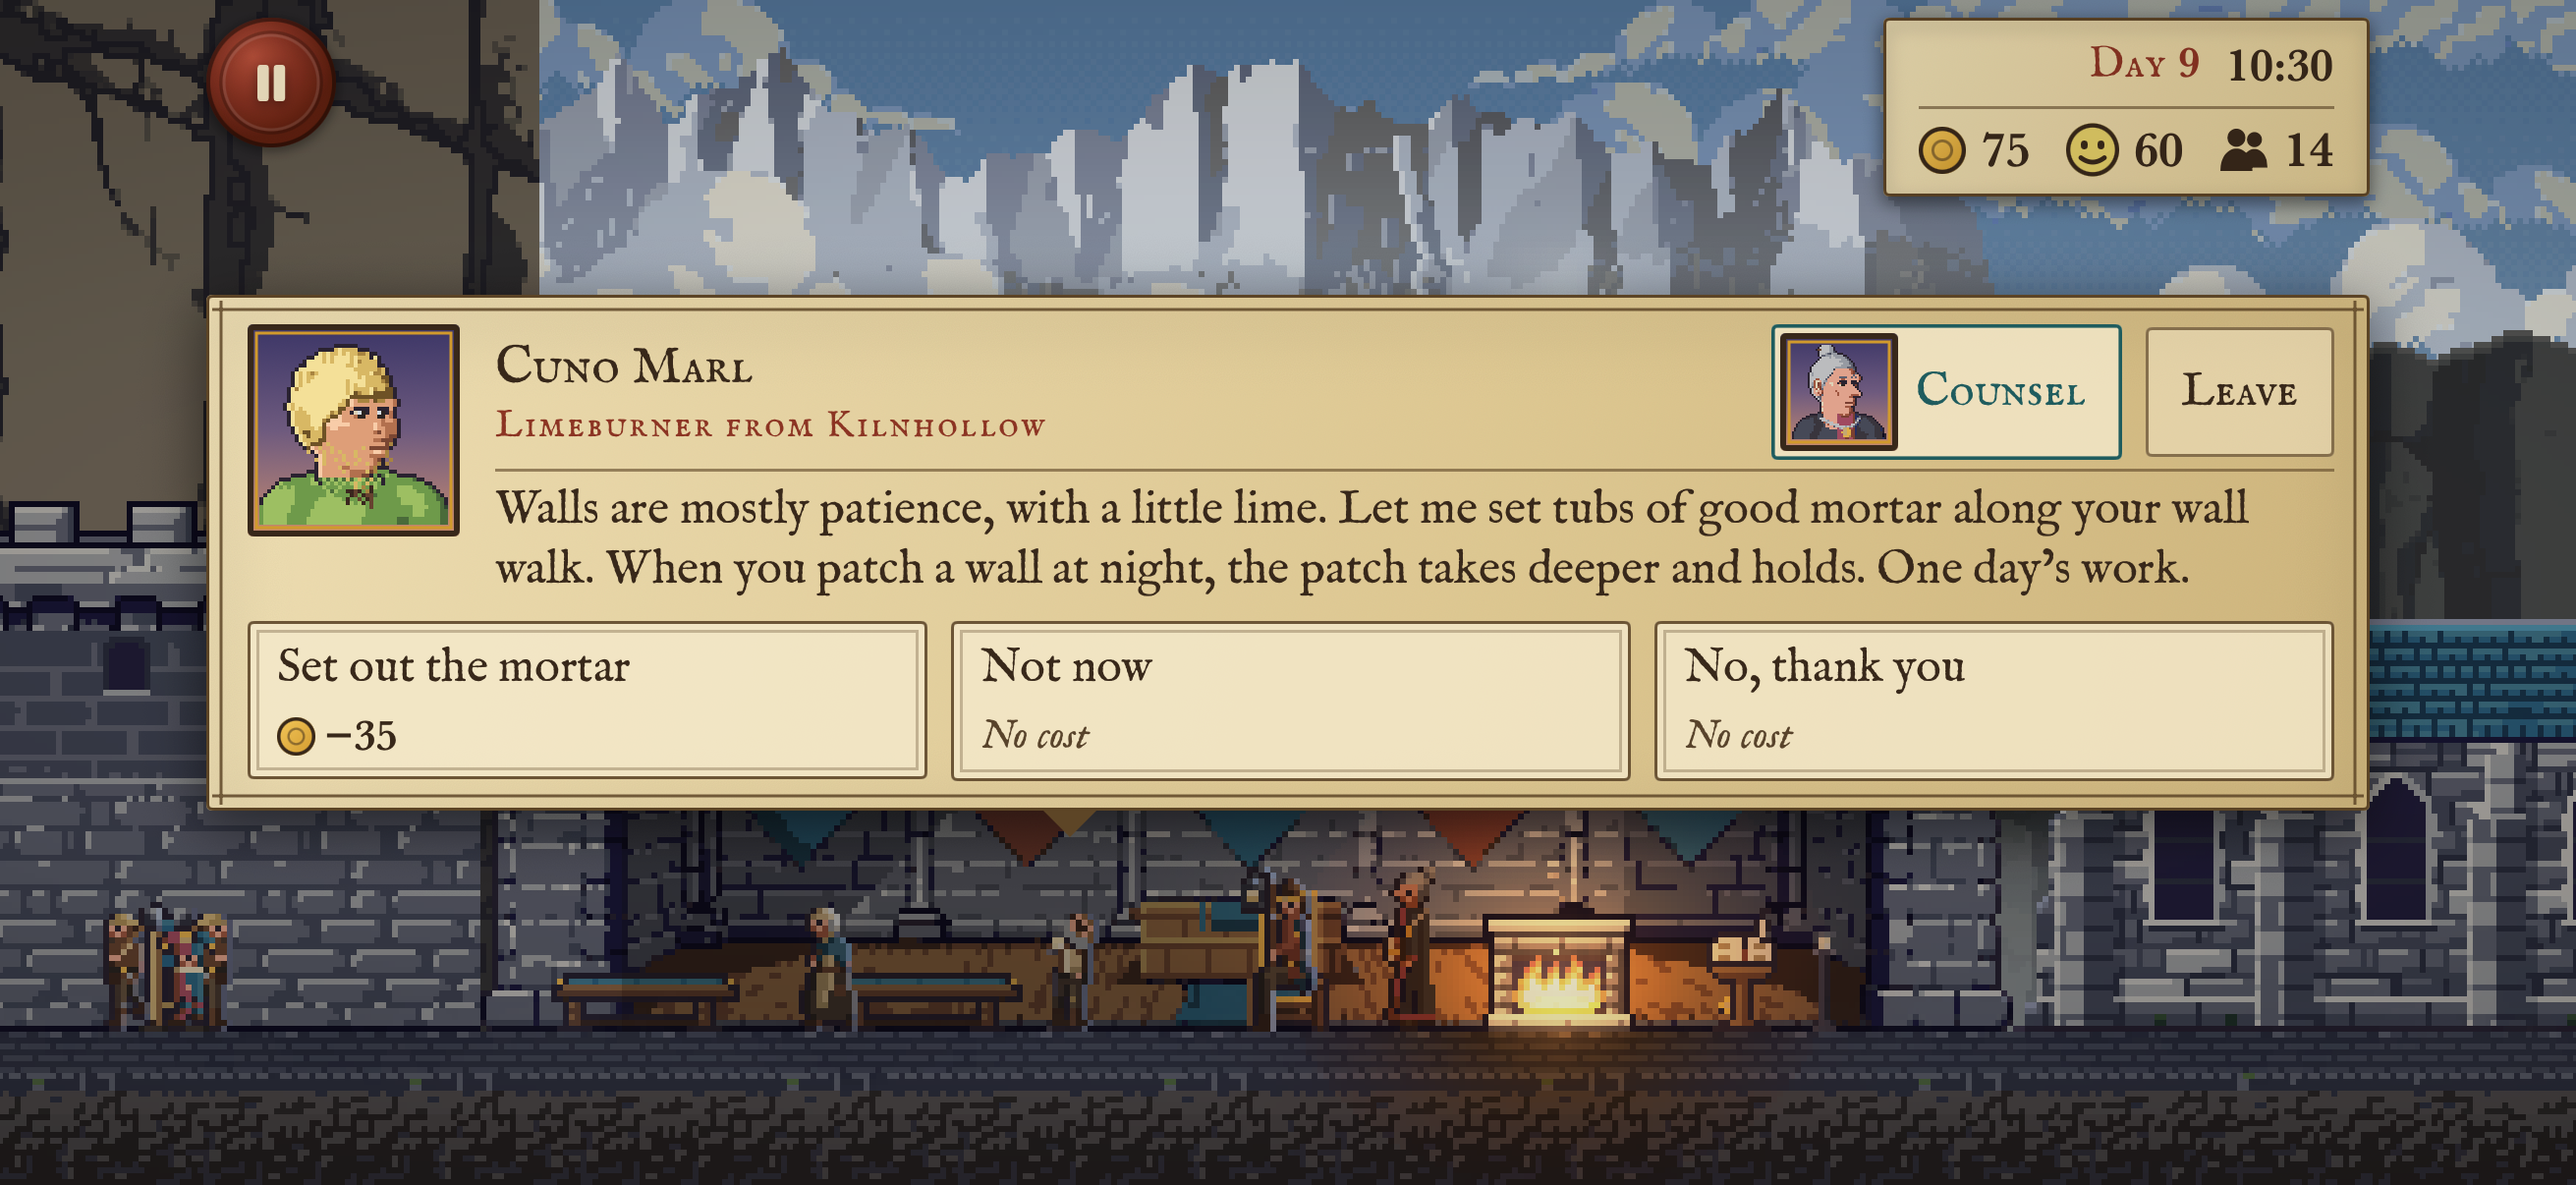 Day 9 10:30
75 60 14
Cuno Marl
Limeburner from Kilnhollow
Counsel
Leave
Walls are mostly patience, with a little lime. Let me set tubs of good mortar along your wall
walk. When you patch a wall at night, the patch takes deeper and holds. One day’s work.
Set out the mortar
−35
Not now
No cost
No, thank you
No cost